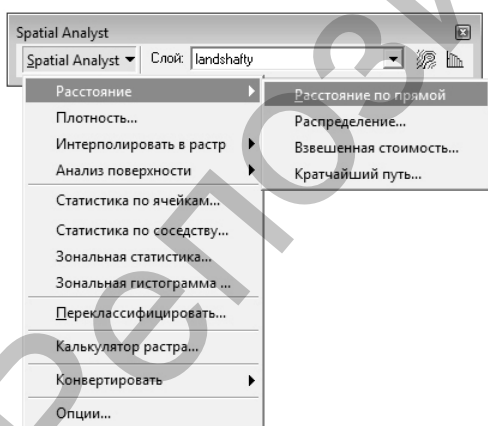 Spatial Analyst
Spatial Analyst Слой: landshafty
Расстояние
Расстояние по прямой
Плотность...
Распределение...
Интерполировать в растр
Взвешенная стоимость...
Анализ поверхности
Кратчайший путь...
Статистика по ячейкам...
Статистика по соседству...
Зональная статистика...
Зональная гистограмма ...
Переклассифицировать...
Калькулятор растра...
Конвертировать
Опции...
Репози